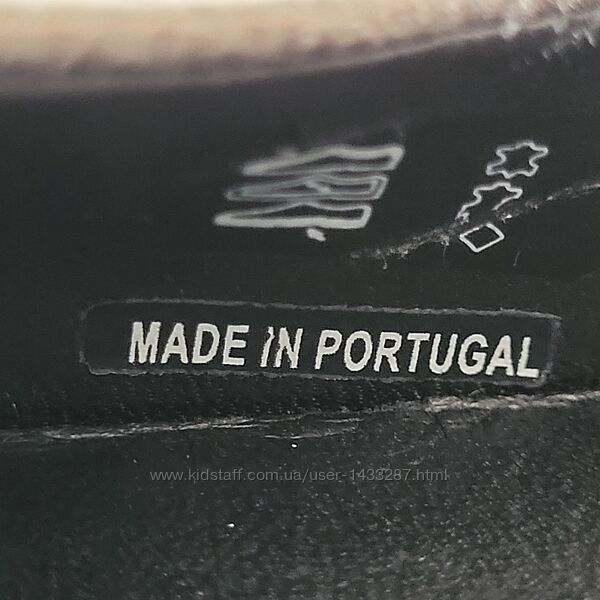 MADE IN PORTUGAL
www.kidstaff.com.ua/user-1433287.html